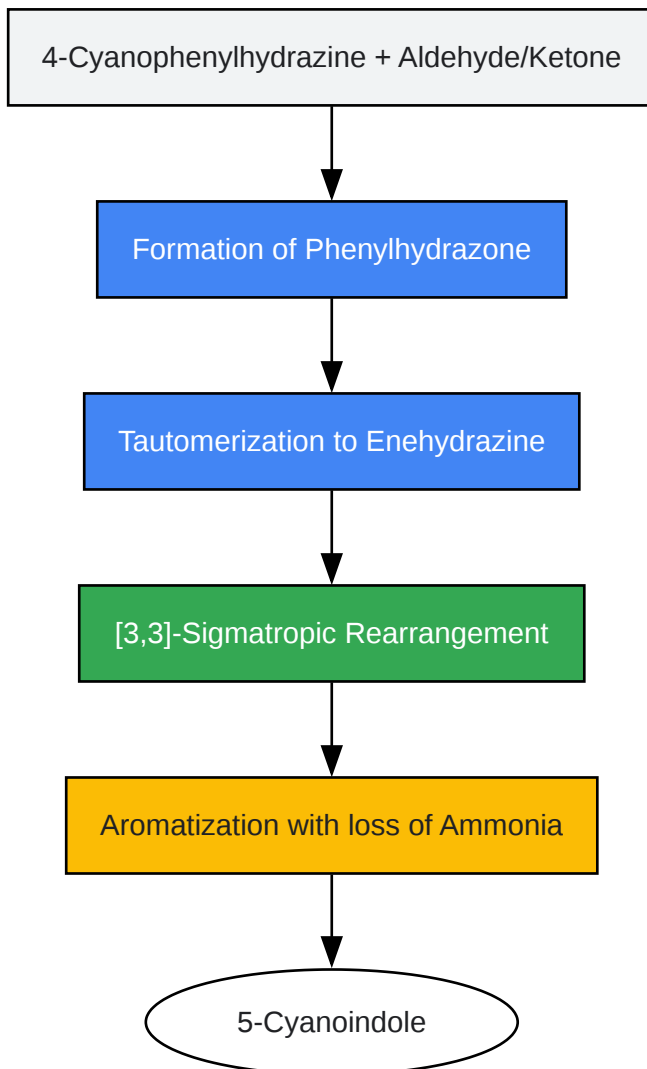 4-Cyanophenylhydrazine + Aldehyde/Ketone
Formation of Phenylhydrazone
Tautomerization to Enehydrazine
[3,3]-Sigmatropic Rearrangement
Aromatization with loss of Ammonia
5-Cyanoindole